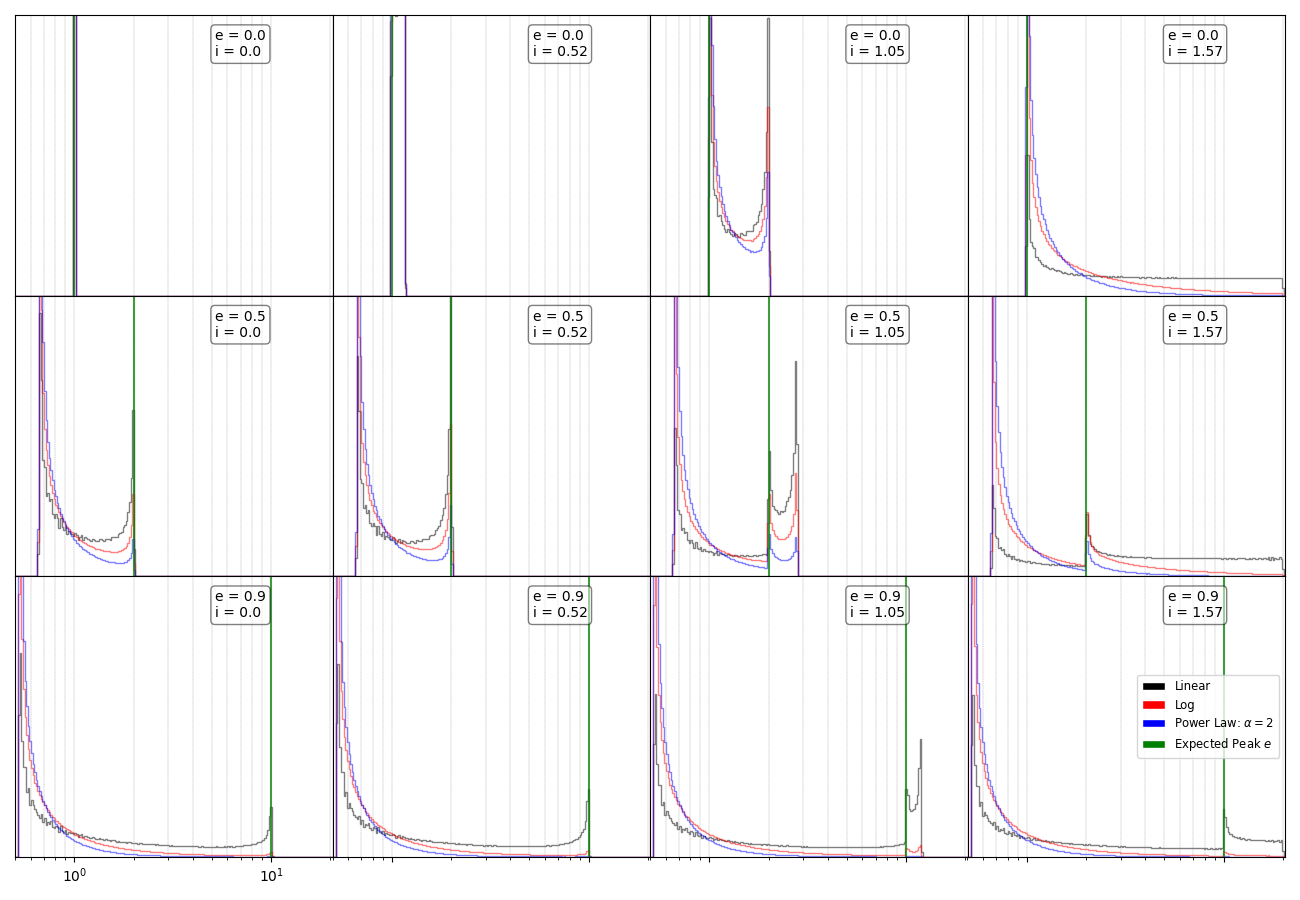 e = 0.0
i = 0.0
e = 0.0
i = 0.52
e = 0.0
i = 1.05
e = 0.0
i = 1.57
e = 0.5
i = 0.0
e = 0.5
i = 0.52
e = 0.5
i = 1.05
e = 0.5
i = 1.57
e = 0.9
i = 0.0
e = 0.9
i = 0.52
e = 0.9
i = 1.05
e = 0.9
i = 1.57
Linear
Log
Power Law: α = 2
Expected Peak e
10⁰ 10¹